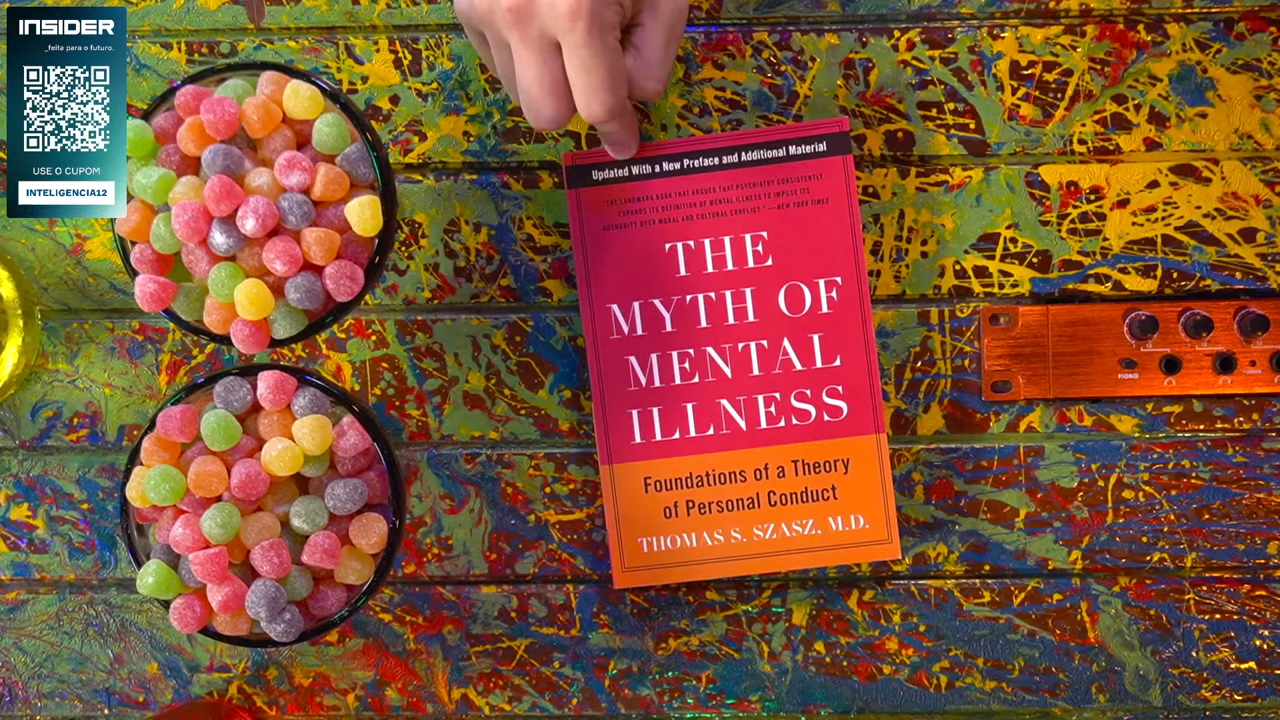 INSIDER
_feita para o futuro.
USE O CUPOM
INTELIGENCIA12
Updated With a New Preface and Additional Material
"THE LANDMARK BOOK THAT ARGUED THAT PSYCHIATRY CONSISTENTLY
EXPANDS ITS DEFINITION OF MENTAL ILLNESS TO IMPOSE ITS
AUTHORITY OVER MORAL AND CULTURAL CONFLICT." —NEW YORK TIMES
THE
MYTH OF
MENTAL
ILLNESS
Foundations of a Theory
of Personal Conduct
THOMAS S. SZASZ, M.D.